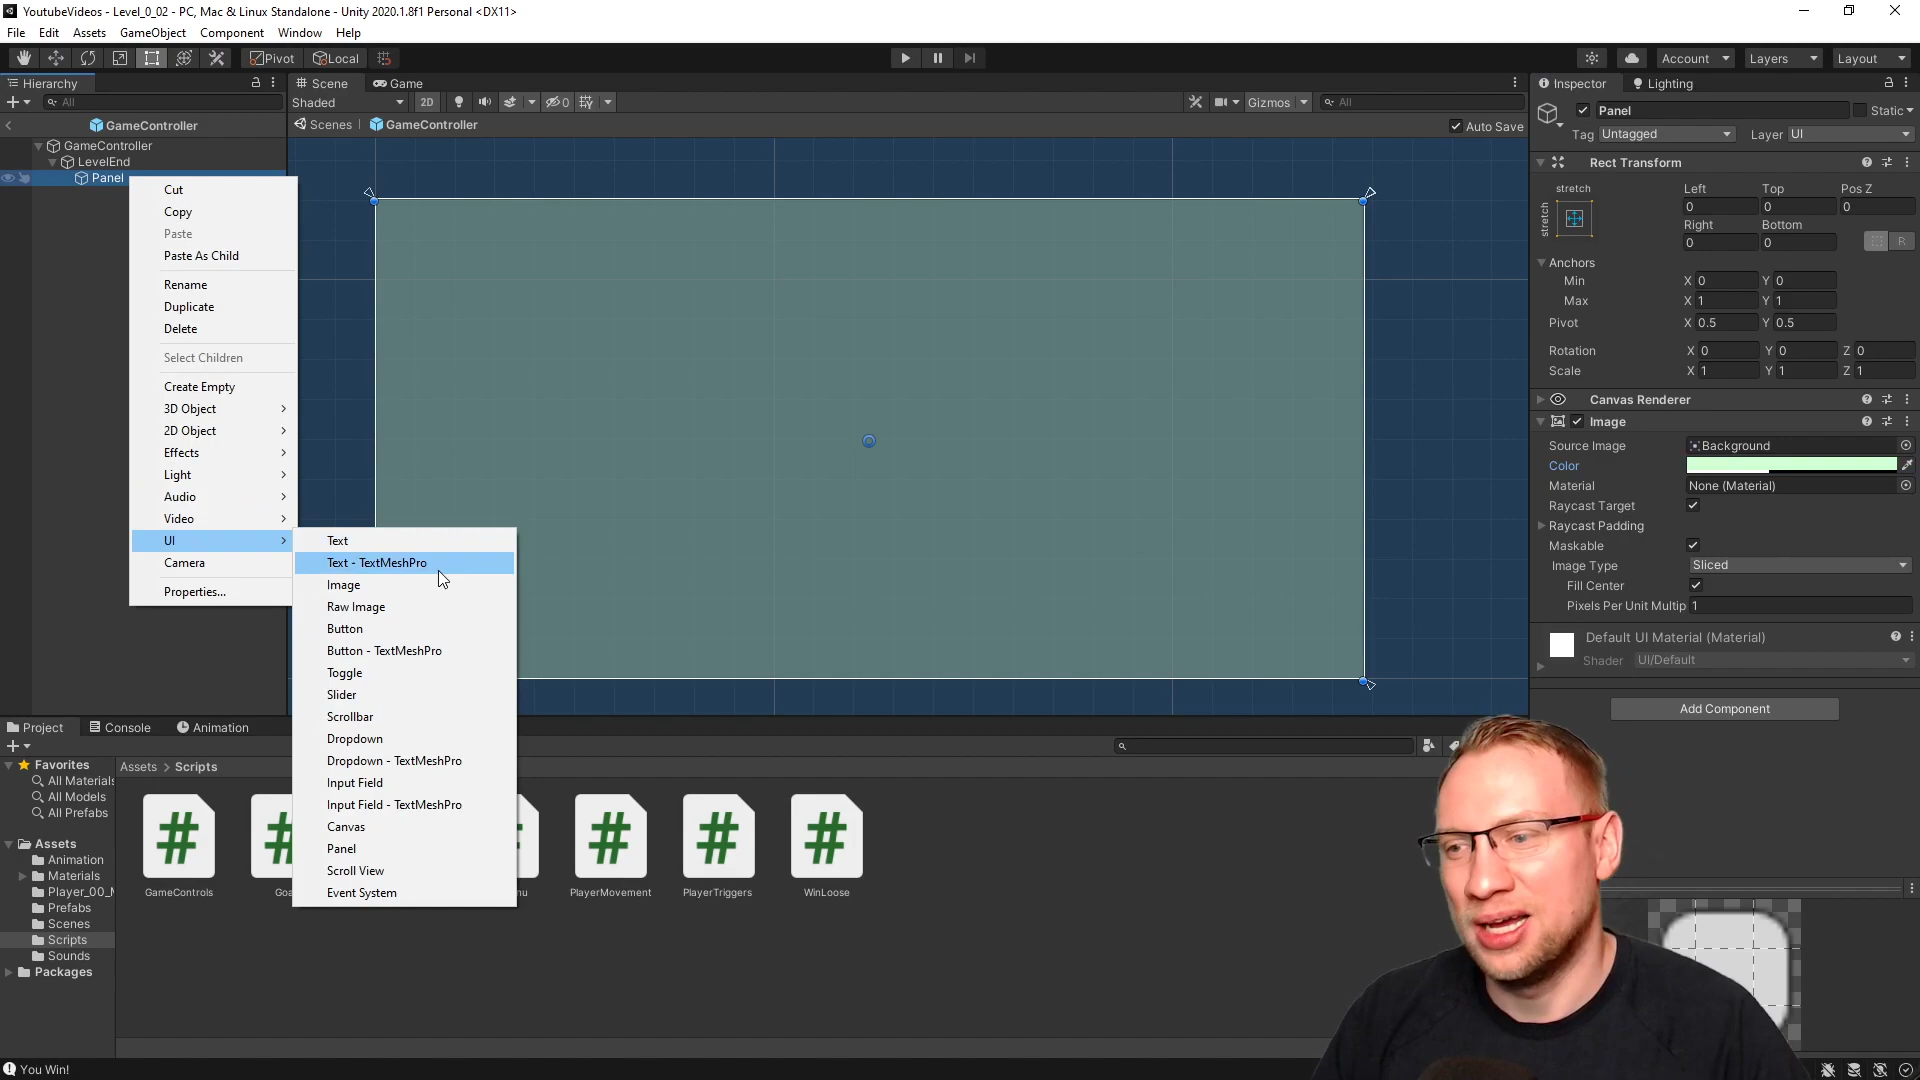 YoutubeVideos - Level_0_02 - PC, Mac & Linux Standalone - Unity 2020.1.8f1 Personal <DX11>
File Edit Assets GameObject Component Window Help
Pivot Local Account Layers Layout
Hierarchy Scene Game Inspector Lighting
All Shaded 2D 0 Gizmos All Panel Static
GameController Scenes GameController Auto Save Tag Untagged Layer UI
GameController
LevelEnd
Panel
Cut
Copy
Paste
Paste As Child
Rename
Duplicate
Delete
Select Children
Create Empty
3D Object
2D Object
Effects
Light
Audio
Video
UI
Camera
Properties...
Text
Text - TextMeshPro
Image
Raw Image
Button
Button - TextMeshPro
Toggle
Slider
Scrollbar
Dropdown
Dropdown - TextMeshPro
Input Field
Input Field - TextMeshPro
Canvas
Panel
Scroll View
Event System
Rect Transform
stretch Left Top Pos Z
stretch 0 0 0
Right Bottom
0 0 R
Anchors
Min X 0 Y 0
Max X 1 Y 1
Pivot X 0.5 Y 0.5
Rotation X 0 Y 0 Z 0
Scale X 1 Y 1 Z 1
Canvas Renderer
Image
Source Image Background
Color
Material None (Material)
Raycast Target
Raycast Padding
Maskable
Image Type Sliced
Fill Center
Pixels Per Unit Multip 1
Default UI Material (Material)
Shader UI/Default
Add Component
Project Console Animation
Favorites
All Materials
All Models
All Prefabs
Assets
Animation
Materials
Player_00_
Prefabs
Scenes
Scripts
Sounds
Packages
Assets > Scripts
GameControls Goa nu PlayerMovement PlayerTriggers WinLoose
You Win!